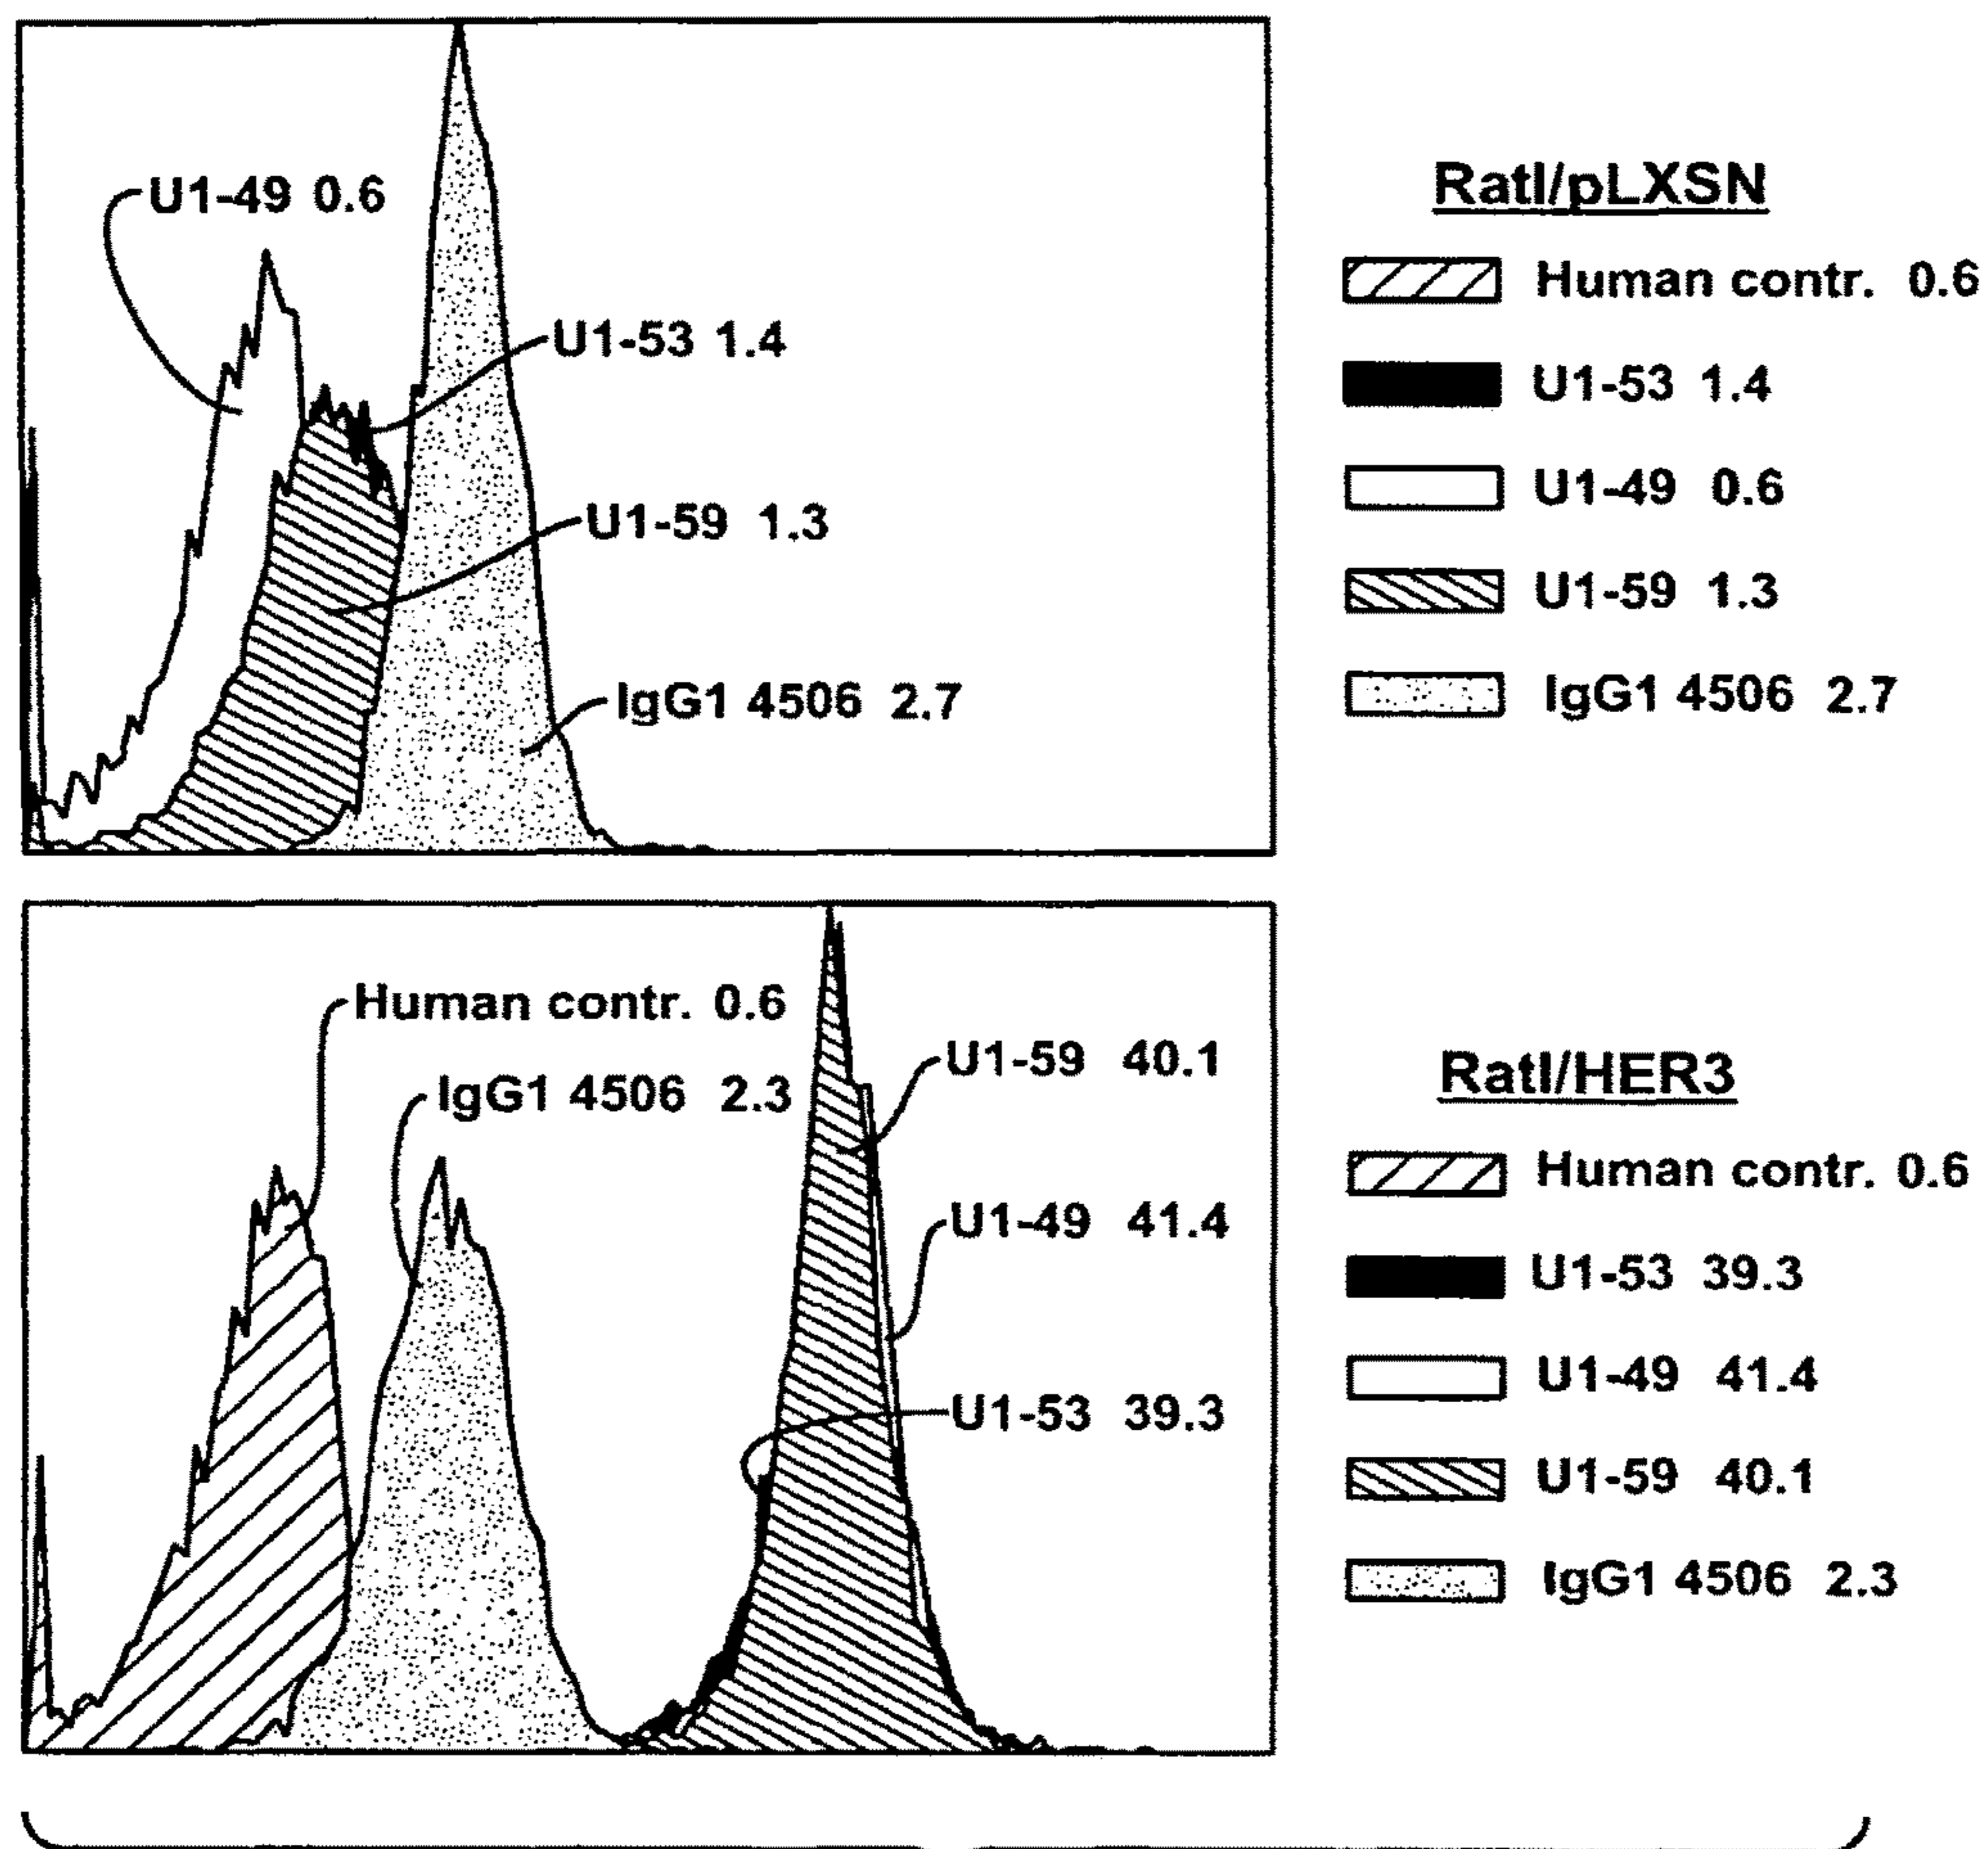 U1-49 0.6
U1-53 1.4
U1-59 1.3
IgG1 4506 2.7
RatI/pLXSN
Human contr. 0.6
U1-53 1.4
U1-49 0.6
U1-59 1.3
IgG1 4506 2.7
Human contr. 0.6
IgG1 4506 2.3
U1-59 40.1
U1-49 41.4
U1-53 39.3
RatI/HER3
Human contr. 0.6
U1-53 39.3
U1-49 41.4
U1-59 40.1
IgG1 4506 2.3